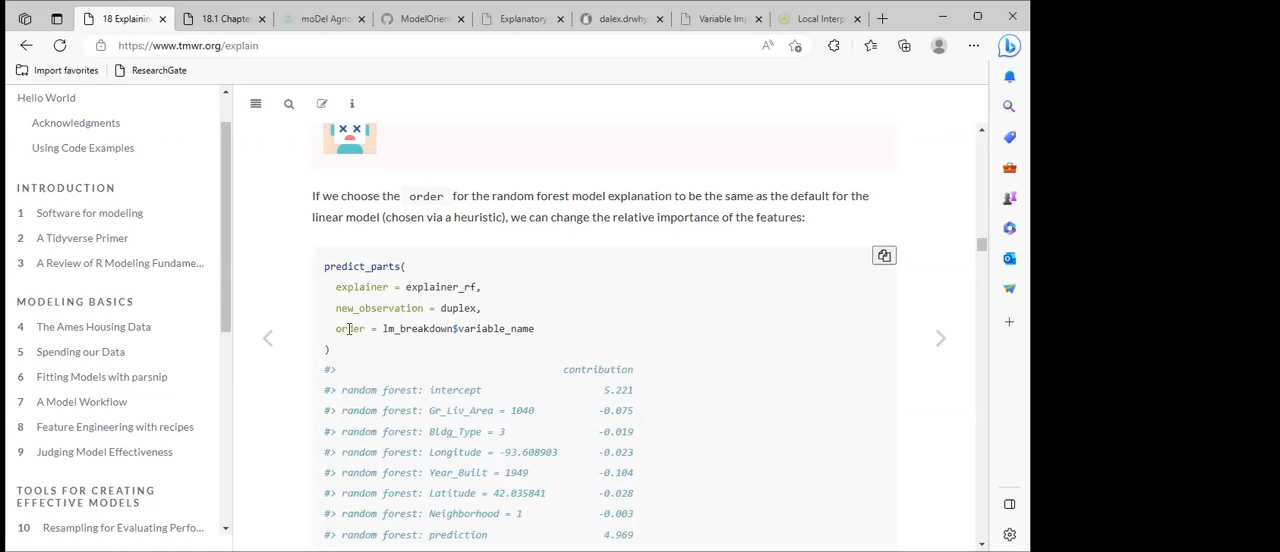 18 Explaining
18.1 Chapte
moDel Agno
ModelOrien
Explanatory
dalex.drwhy.
Variable Imp
Local Interp
https://www.tmwr.org/explain
Import favorites
ResearchGate
Hello World
Acknowledgments
Using Code Examples
INTRODUCTION
1 Software for modeling
2 A Tidyverse Primer
3 A Review of R Modeling Fundame...
MODELING BASICS
4 The Ames Housing Data
5 Spending our Data
6 Fitting Models with parsnip
7 A Model Workflow
8 Feature Engineering with recipes
9 Judging Model Effectiveness
TOOLS FOR CREATING
EFFECTIVE MODELS
10 Resampling for Evaluating Perfo...
If we choose the order for the random forest model explanation to be the same as the default for the
linear model (chosen via a heuristic), we can change the relative importance of the features:
predict_parts(
explainer = explainer_rf,
new_observation = duplex,
order = lm_breakdown$variable_name
)
#> contribution
#> random forest: intercept 5.221
#> random forest: Gr_Liv_Area = 1040 -0.075
#> random forest: Bldg_Type = 3 -0.019
#> random forest: Longitude = -93.608903 -0.023
#> random forest: Year_Built = 1949 -0.104
#> random forest: Latitude = 42.035841 -0.028
#> random forest: Neighborhood = 1 -0.003
#> random forest: prediction 4.969